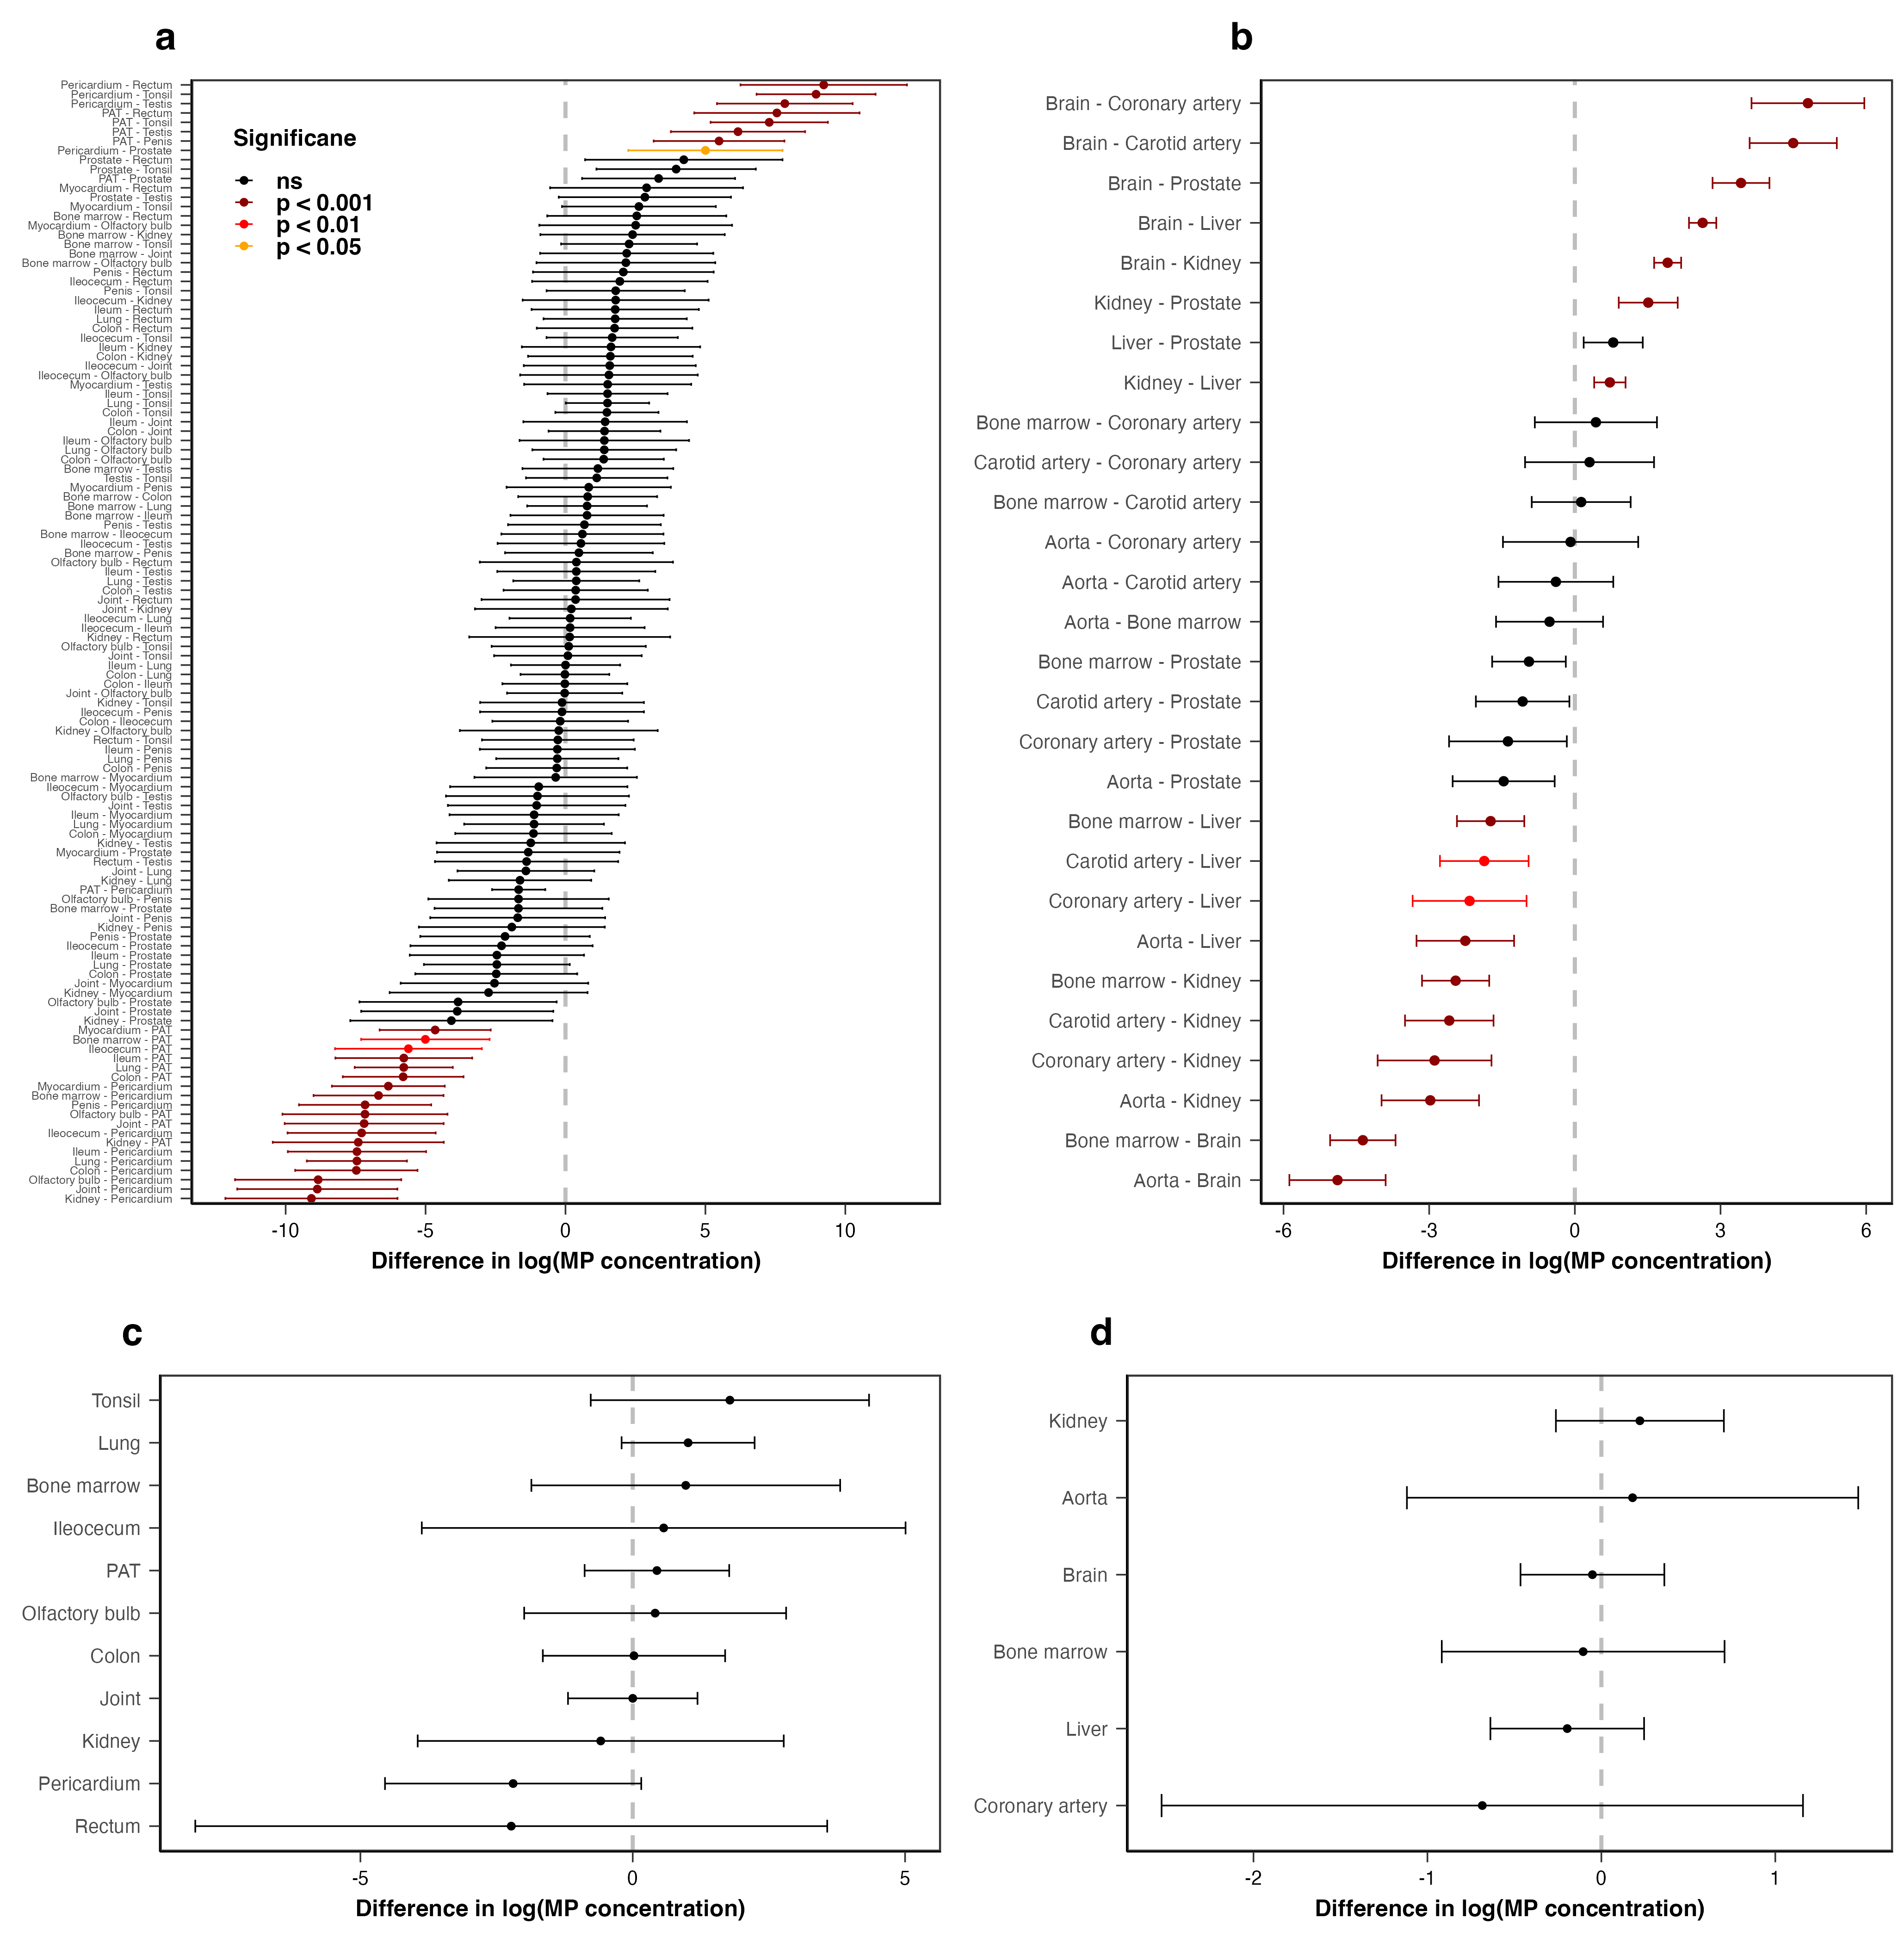 a
Pericardium - Rectum
Pericardium - Tonsil
Pericardium - Testis
PAT - Rectum
PAT - Tonsil
PAT - Testis
PAT - Penis
Pericardium - Prostate
Prostate - Rectum
Prostate - Tonsil
PAT - Prostate
Myocardium - Rectum
Prostate - Testis
Myocardium - Tonsil
Bone marrow - Rectum
Myocardium - Olfactory bulb
Bone marrow - Kidney
Bone marrow - Tonsil
Bone marrow - Joint
Bone marrow - Olfactory bulb
Penis - Rectum
Ileocecum - Rectum
Penis - Tonsil
Ileocecum - Kidney
Ileum - Rectum
Lung - Rectum
Colon - Rectum
Ileocecum - Tonsil
Ileum - Kidney
Colon - Kidney
Ileocecum - Joint
Ileocecum - Olfactory bulb
Myocardium - Testis
Ileum - Tonsil
Lung - Tonsil
Colon - Tonsil
Ileum - Joint
Colon - Joint
Ileum - Olfactory bulb
Lung - Olfactory bulb
Colon - Olfactory bulb
Bone marrow - Testis
Testis - Tonsil
Myocardium - Penis
Bone marrow - Colon
Bone marrow - Lung
Bone marrow - Ileum
Penis - Testis
Bone marrow - Ileocecum
Ileocecum - Testis
Bone marrow - Penis
Olfactory bulb - Rectum
Ileum - Testis
Lung - Testis
Colon - Testis
Joint - Rectum
Joint - Kidney
Ileocecum - Lung
Ileocecum - Ileum
Kidney - Rectum
Olfactory bulb - Tonsil
Joint - Tonsil
Ileum - Lung
Colon - Lung
Colon - Ileum
Joint - Olfactory bulb
Kidney - Tonsil
Ileocecum - Penis
Colon - Ileocecum
Kidney - Olfactory bulb
Rectum - Tonsil
Ileum - Penis
Lung - Penis
Colon - Penis
Bone marrow - Myocardium
Ileocecum - Myocardium
Olfactory bulb - Testis
Joint - Testis
Ileum - Myocardium
Lung - Myocardium
Colon - Myocardium
Kidney - Testis
Myocardium - Prostate
Rectum - Testis
Joint - Lung
Kidney - Lung
PAT - Pericardium
Olfactory bulb - Penis
Bone marrow - Prostate
Joint - Penis
Kidney - Penis
Penis - Prostate
Ileocecum - Prostate
Ileum - Prostate
Lung - Prostate
Colon - Prostate
Joint - Myocardium
Kidney - Myocardium
Olfactory bulb - Prostate
Joint - Prostate
Kidney - Prostate
Myocardium - PAT
Bone marrow - PAT
Ileocecum - PAT
Ileum - PAT
Lung - PAT
Colon - PAT
Myocardium - Pericardium
Bone marrow - Pericardium
Penis - Pericardium
Olfactory bulb - PAT
Joint - PAT
Ileocecum - Pericardium
Kidney - PAT
Ileum - Pericardium
Lung - Pericardium
Colon - Pericardium
Olfactory bulb - Pericardium
Joint - Pericardium
Kidney - Pericardium
Significane
ns
p < 0.001
p < 0.01
p < 0.05
-10 -5 0 5 10
Difference in log(MP concentration)
b
Brain - Coronary artery
Brain - Carotid artery
Brain - Prostate
Brain - Liver
Brain - Kidney
Kidney - Prostate
Liver - Prostate
Kidney - Liver
Bone marrow - Coronary artery
Carotid artery - Coronary artery
Bone marrow - Carotid artery
Aorta - Coronary artery
Aorta - Carotid artery
Aorta - Bone marrow
Bone marrow - Prostate
Carotid artery - Prostate
Coronary artery - Prostate
Aorta - Prostate
Bone marrow - Liver
Carotid artery - Liver
Coronary artery - Liver
Aorta - Liver
Bone marrow - Kidney
Carotid artery - Kidney
Coronary artery - Kidney
Aorta - Kidney
Bone marrow - Brain
Aorta - Brain
-6 -3 0 3 6
Difference in log(MP concentration)
c
Tonsil
Lung
Bone marrow
Ileocecum
PAT
Olfactory bulb
Colon
Joint
Kidney
Pericardium
Rectum
-5 0 5
Difference in log(MP concentration)
d
Kidney
Aorta
Brain
Bone marrow
Liver
Coronary artery
-2 -1 0 1
Difference in log(MP concentration)